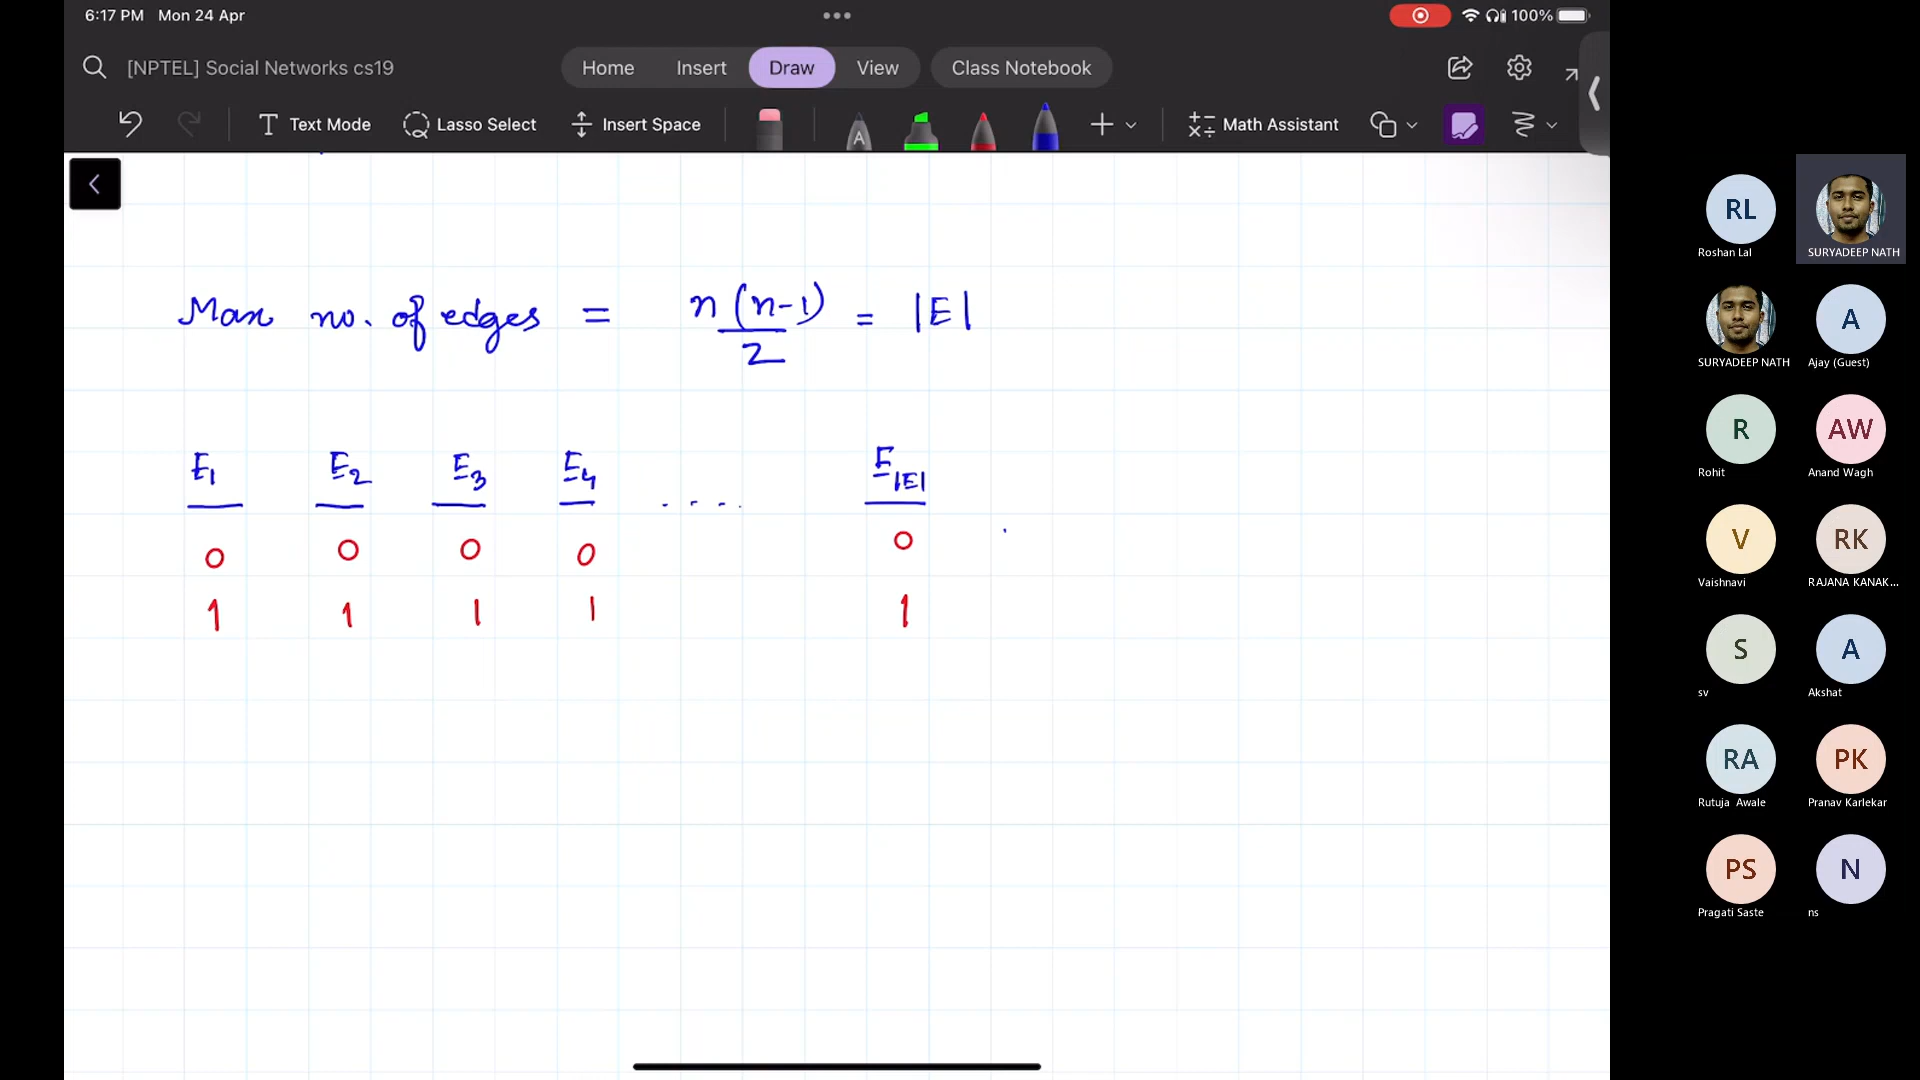 6:17 PM Mon 24 Apr
100%
[NPTEL] Social Networks cs19
Home Insert Draw View Class Notebook
Text Mode Lasso Select Insert Space A Math Assistant
Max no. of edges = n(n-1)/2 = |E|
E1 E2 E3 E4 .... E|E|
0 0 0 0 0
1 1 1 1 1
RL
Roshan Lal SURYADEEP NATH
A
SURYADEEP NATH Ajay (Guest)
R AW
Rohit Anand Wagh
V RK
Vaishnavi RAJANA KANAK...
S A
sv Akshat
RA PK
Rutuja Awale Pranav Karlekar
PS N
Pragati Saste ns